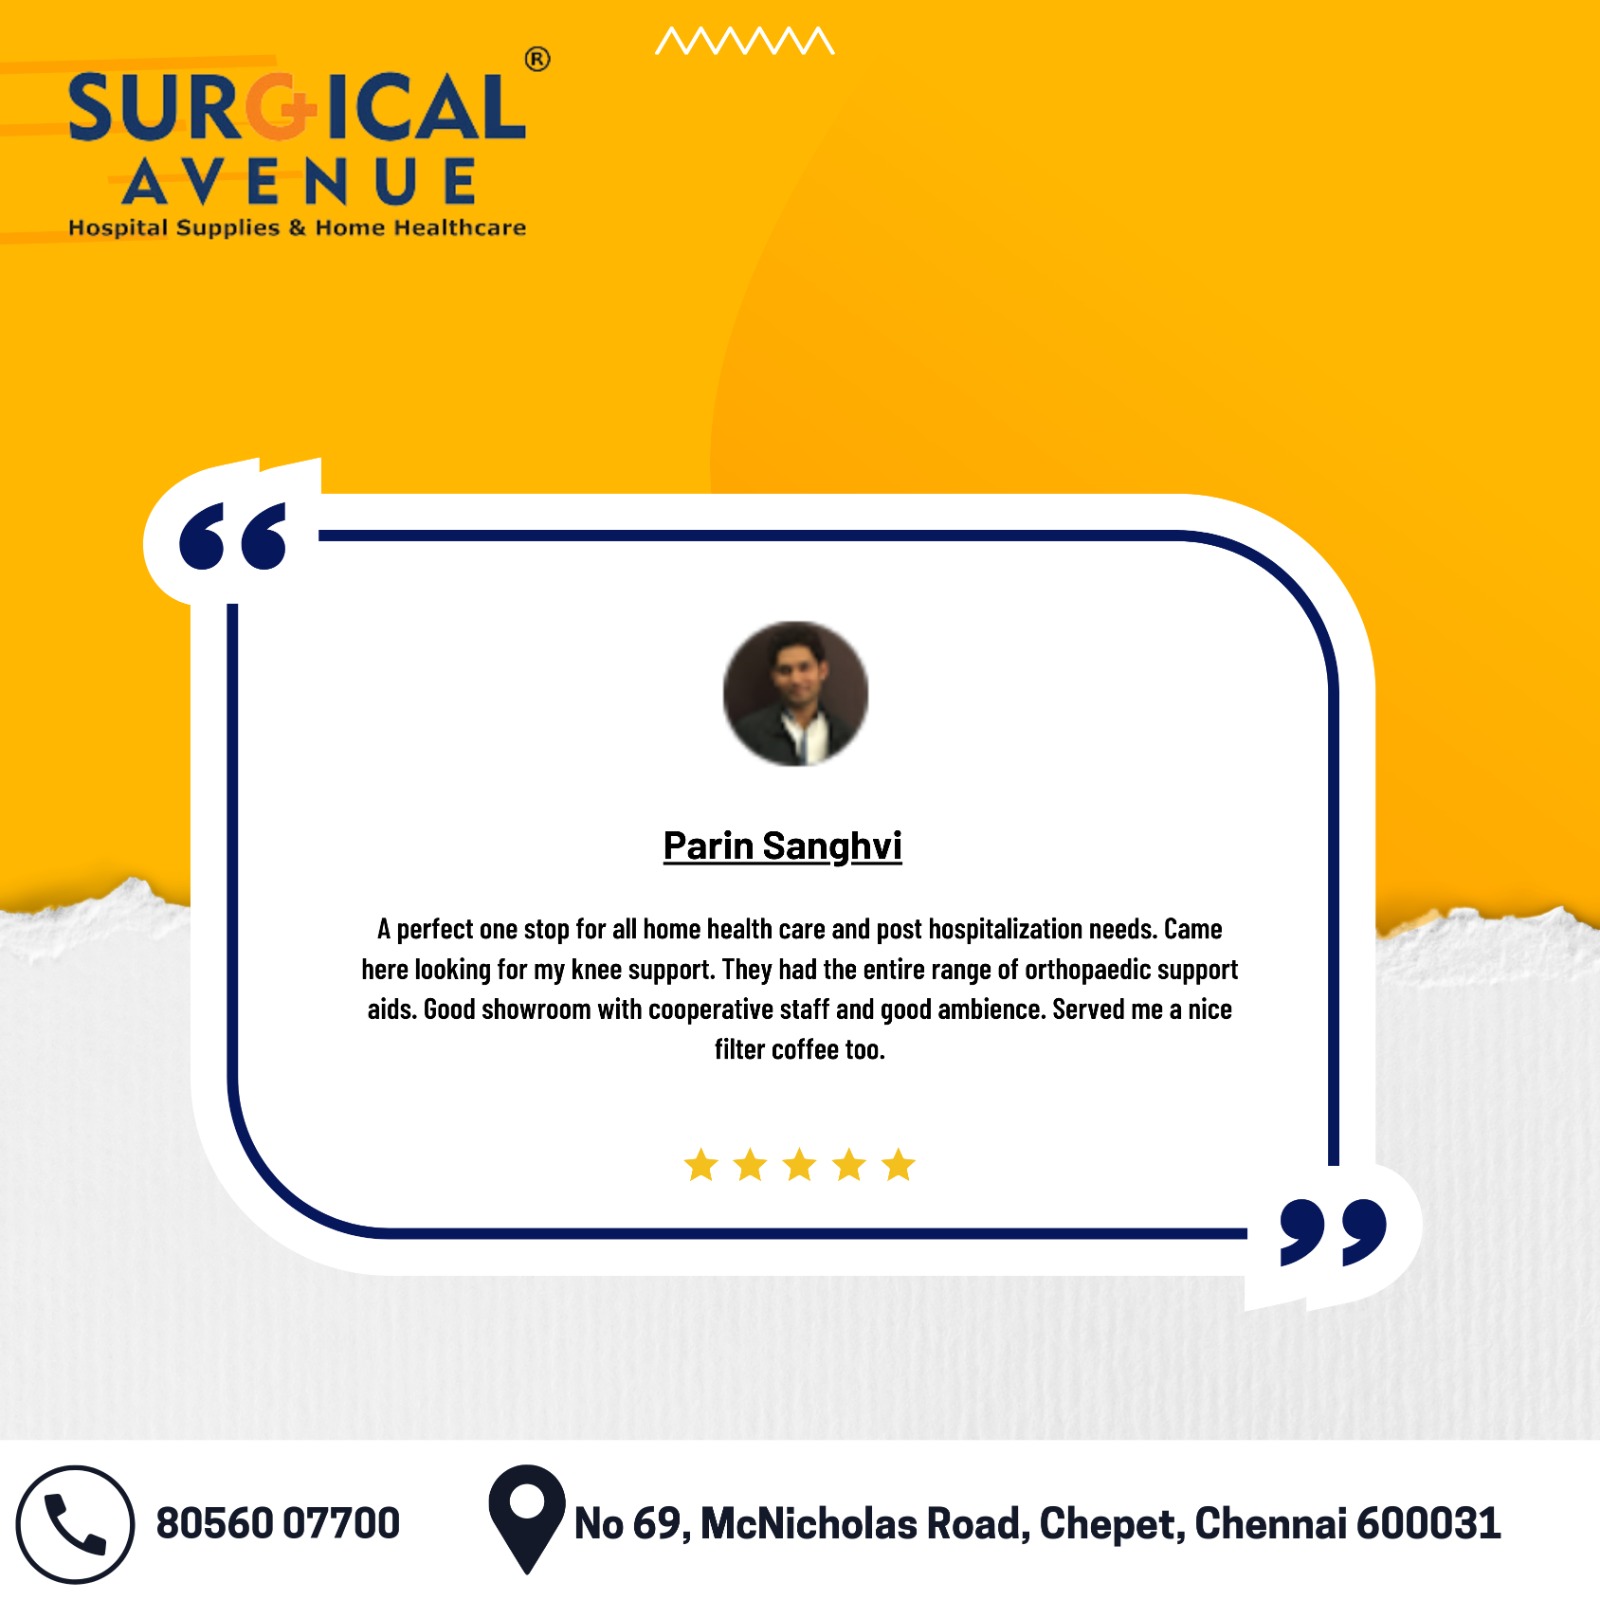 SURGICAL ®
AVENUE
Hospital Supplies & Home Healthcare
Parin Sanghvi
A perfect one stop for all home health care and post hospitalization needs. Came
here looking for my knee support. They had the entire range of orthopaedic support
aids. Good showroom with cooperative staff and good ambience. Served me a nice
filter coffee too.
80560 07700
No 69, McNicholas Road, Chepet, Chennai 600031